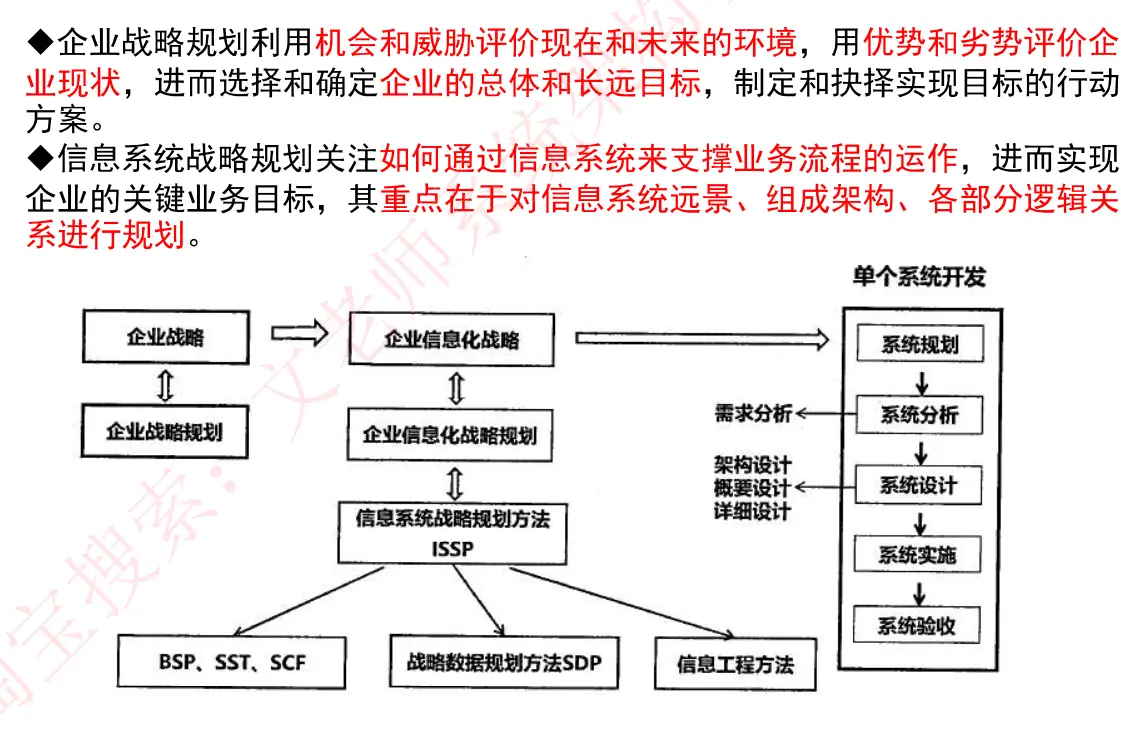 ◆企业战略规划利用机会和威胁评价现在和未来的环境，用优势和劣势评价企
业现状，进而选择和确定企业的总体和长远目标，制定和抉择实现目标的行动
方案。
◆信息系统战略规划关注如何通过信息系统来支撑业务流程的运作，进而实现
企业的关键业务目标，其重点在于对信息系统远景、组成架构、各部分逻辑关
系进行规划。
单个系统开发
企业战略
企业信息化战略
系统规划
企业战略规划
企业信息化战略规划
需求分析
系统分析
架构设计
概要设计
详细设计
系统设计
信息系统战略规划方法
ISSP
系统实施
系统验收
BSP、SST、SCF
战略数据规划方法SDP
信息工程方法
淘宝搜索：文老师系统架构